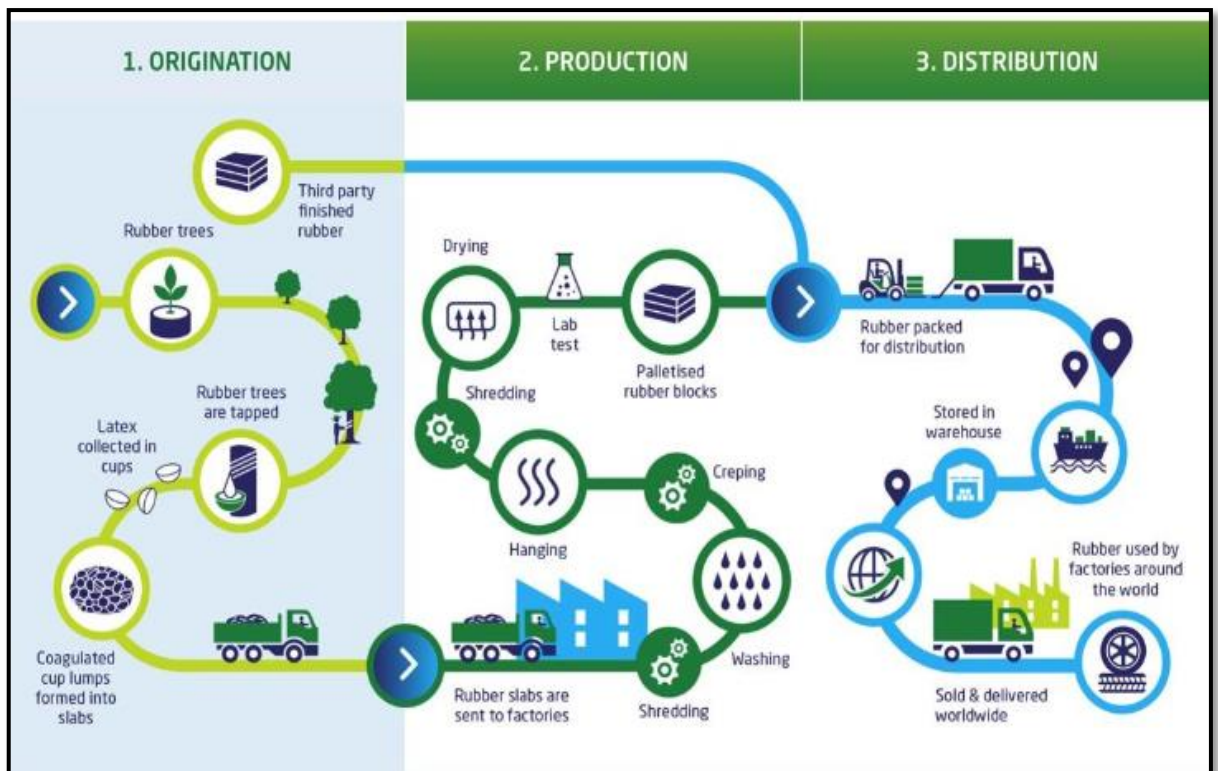 1. ORIGINATION
2. PRODUCTION
3. DISTRIBUTION
Third party
finished
rubber
Rubber trees
Rubber trees
are tapped
Latex
collected in
cups
Coagulated
cup lumps
formed into
slabs
Rubber slabs are
sent to factories
Shredding
Washing
Creping
Hanging
Shredding
Drying
Lab
test
Palletised
rubber blocks
Rubber packed
for distribution
Stored in
warehouse
Sold & delivered
worldwide
Rubber used by
factories around
the world